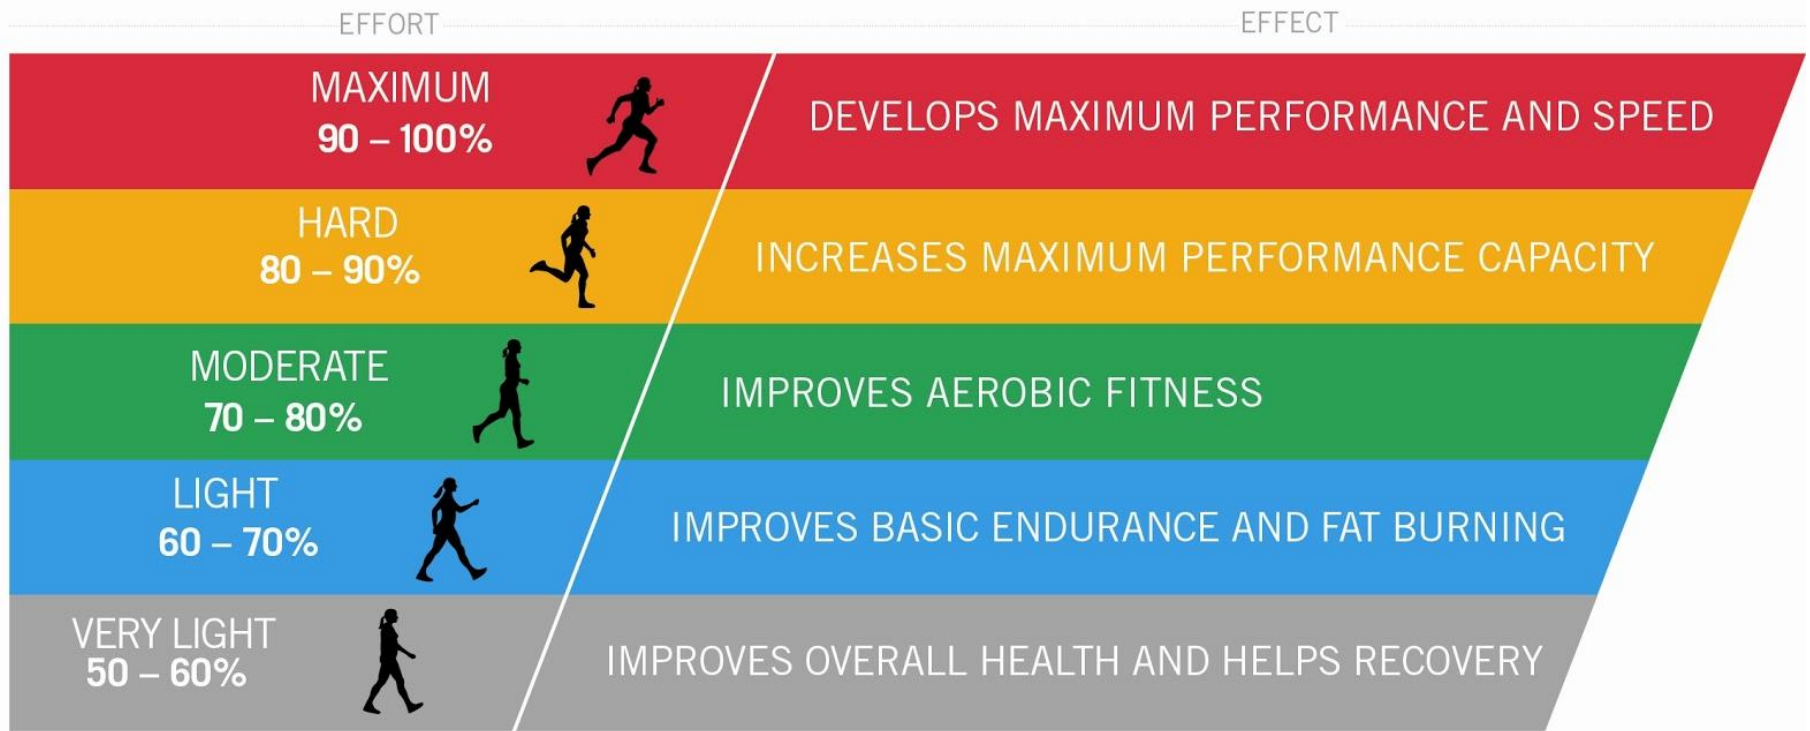 EFFORT
EFFECT
MAXIMUM
90 – 100%
DEVELOPS MAXIMUM PERFORMANCE AND SPEED
HARD
80 – 90%
INCREASES MAXIMUM PERFORMANCE CAPACITY
MODERATE
70 – 80%
IMPROVES AEROBIC FITNESS
LIGHT
60 – 70%
IMPROVES BASIC ENDURANCE AND FAT BURNING
VERY LIGHT
50 – 60%
IMPROVES OVERALL HEALTH AND HELPS RECOVERY